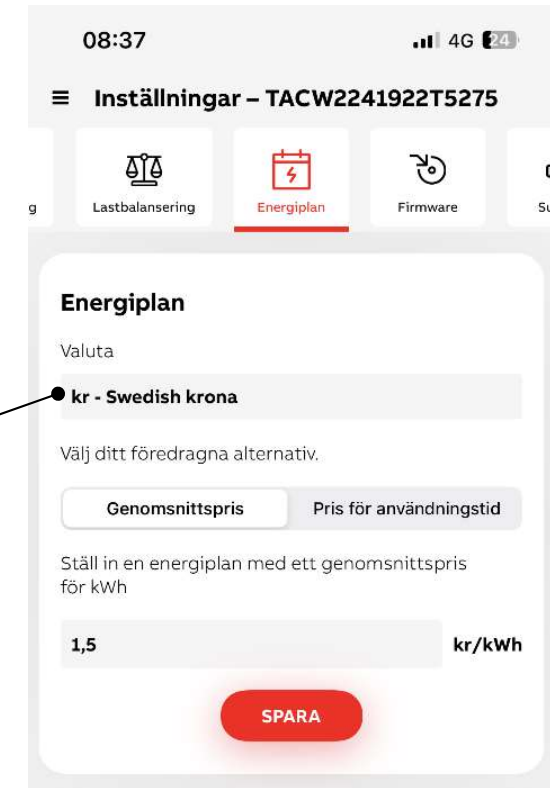 08:37 4G 24
Inställningar – TACW2241922T5275
g Lastbalansering Energiplan Firmware Su
Energiplan
Valuta
kr - Swedish krona
Välj ditt föredragna alternativ.
Genomsnittspris Pris för användningstid
Ställ in en energiplan med ett genomsnittspris
för kWh
1,5 kr/kWh
SPARA